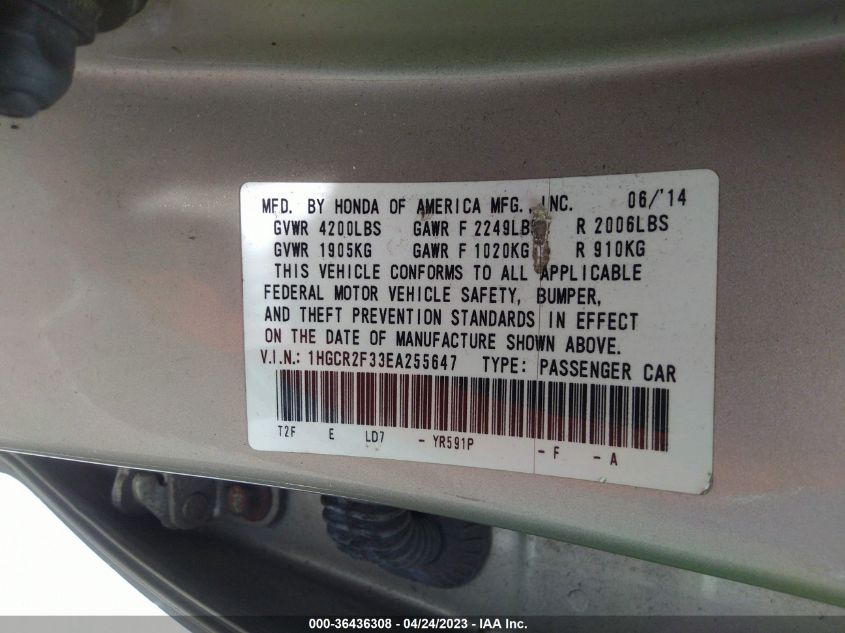 MFD. BY HONDA OF AMERICA MFG., INC. 06/'14
GVWR 4200LBS GAWR F 2249LBS R 2006LBS
GVWR 1905KG GAWR F 1020KG R 910KG
THIS VEHICLE CONFORMS TO ALL APPLICABLE
FEDERAL MOTOR VEHICLE SAFETY, BUMPER,
AND THEFT PREVENTION STANDARDS IN EFFECT
ON THE DATE OF MANUFACTURE SHOWN ABOVE.
V.I.N.: 1HGCR2F33EA255647 TYPE: PASSENGER CAR
T2F E LD7 - YR591P - F - A
000-36436308 - 04/24/2023 - IAA Inc.